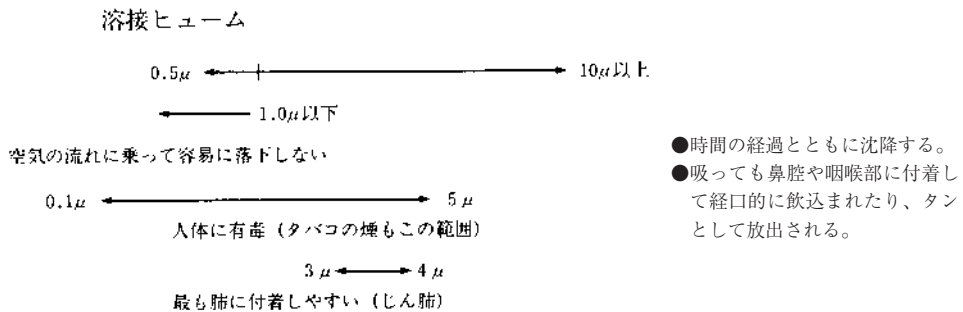 溶接ヒューム
0.5μ 10μ以上
1.0μ以下
空気の流れに乗って容易に落下しない
0.1μ 5μ
人体に有毒（タバコの煙もこの範囲）
3μ 4μ
最も肺に付着しやすい（じん肺）
●時間の経過とともに沈降する。
●吸っても鼻腔や咽喉部に付着し
て経口的に飲込まれたり、タン
として放出される。